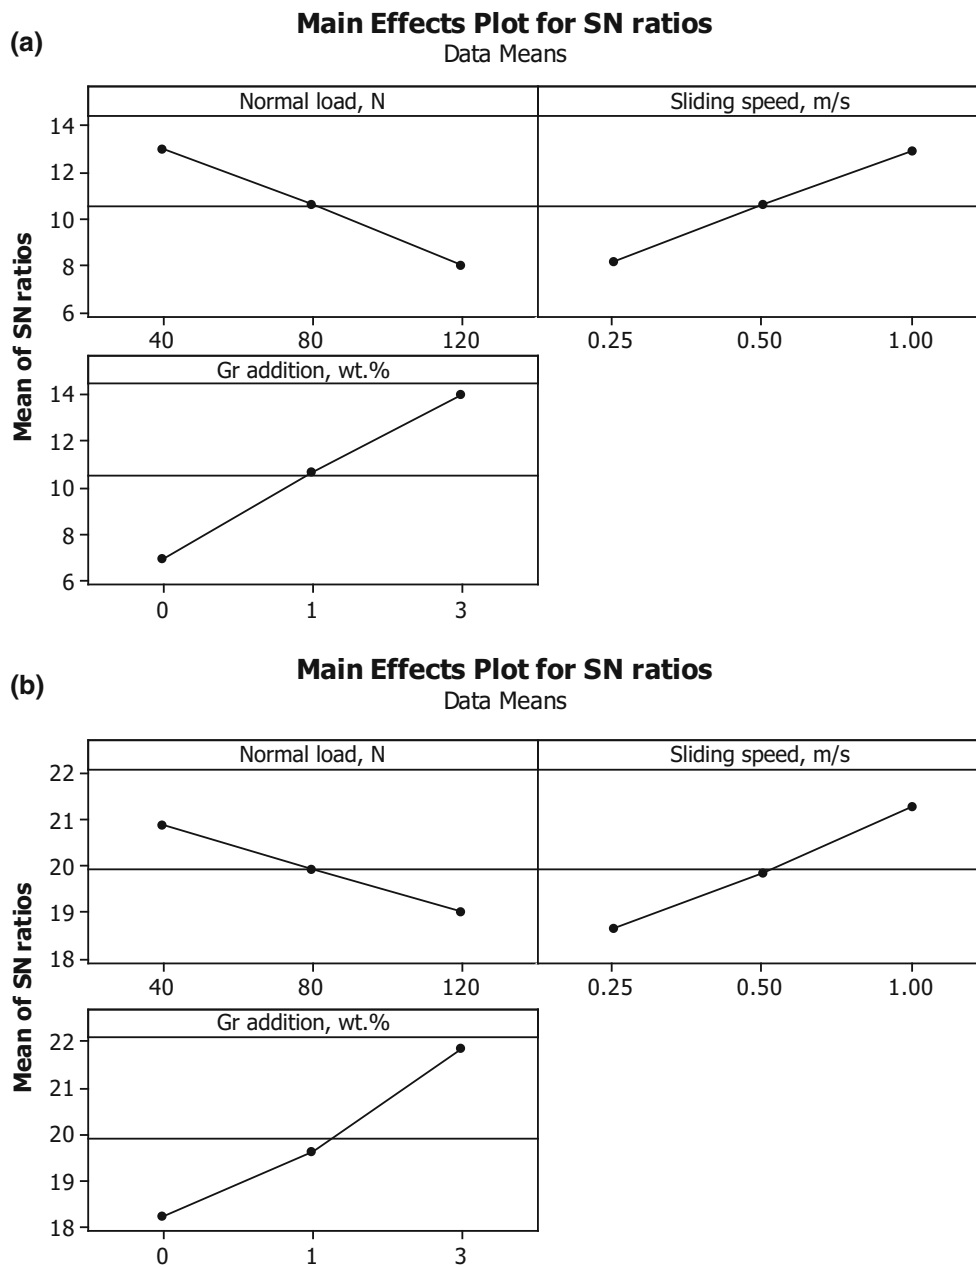 (a)
Main Effects Plot for SN ratios
Data Means
Normal load, N
Sliding speed, m/s
14
12
10
8
6
40
80
120
0.25
0.50
1.00
Mean of SN ratios
Gr addition, wt.%
14
12
10
8
6
0
1
3
(b)
Main Effects Plot for SN ratios
Data Means
Normal load, N
Sliding speed, m/s
22
21
20
19
18
40
80
120
0.25
0.50
1.00
Mean of SN ratios
Gr addition, wt.%
22
21
20
19
18
0
1
3